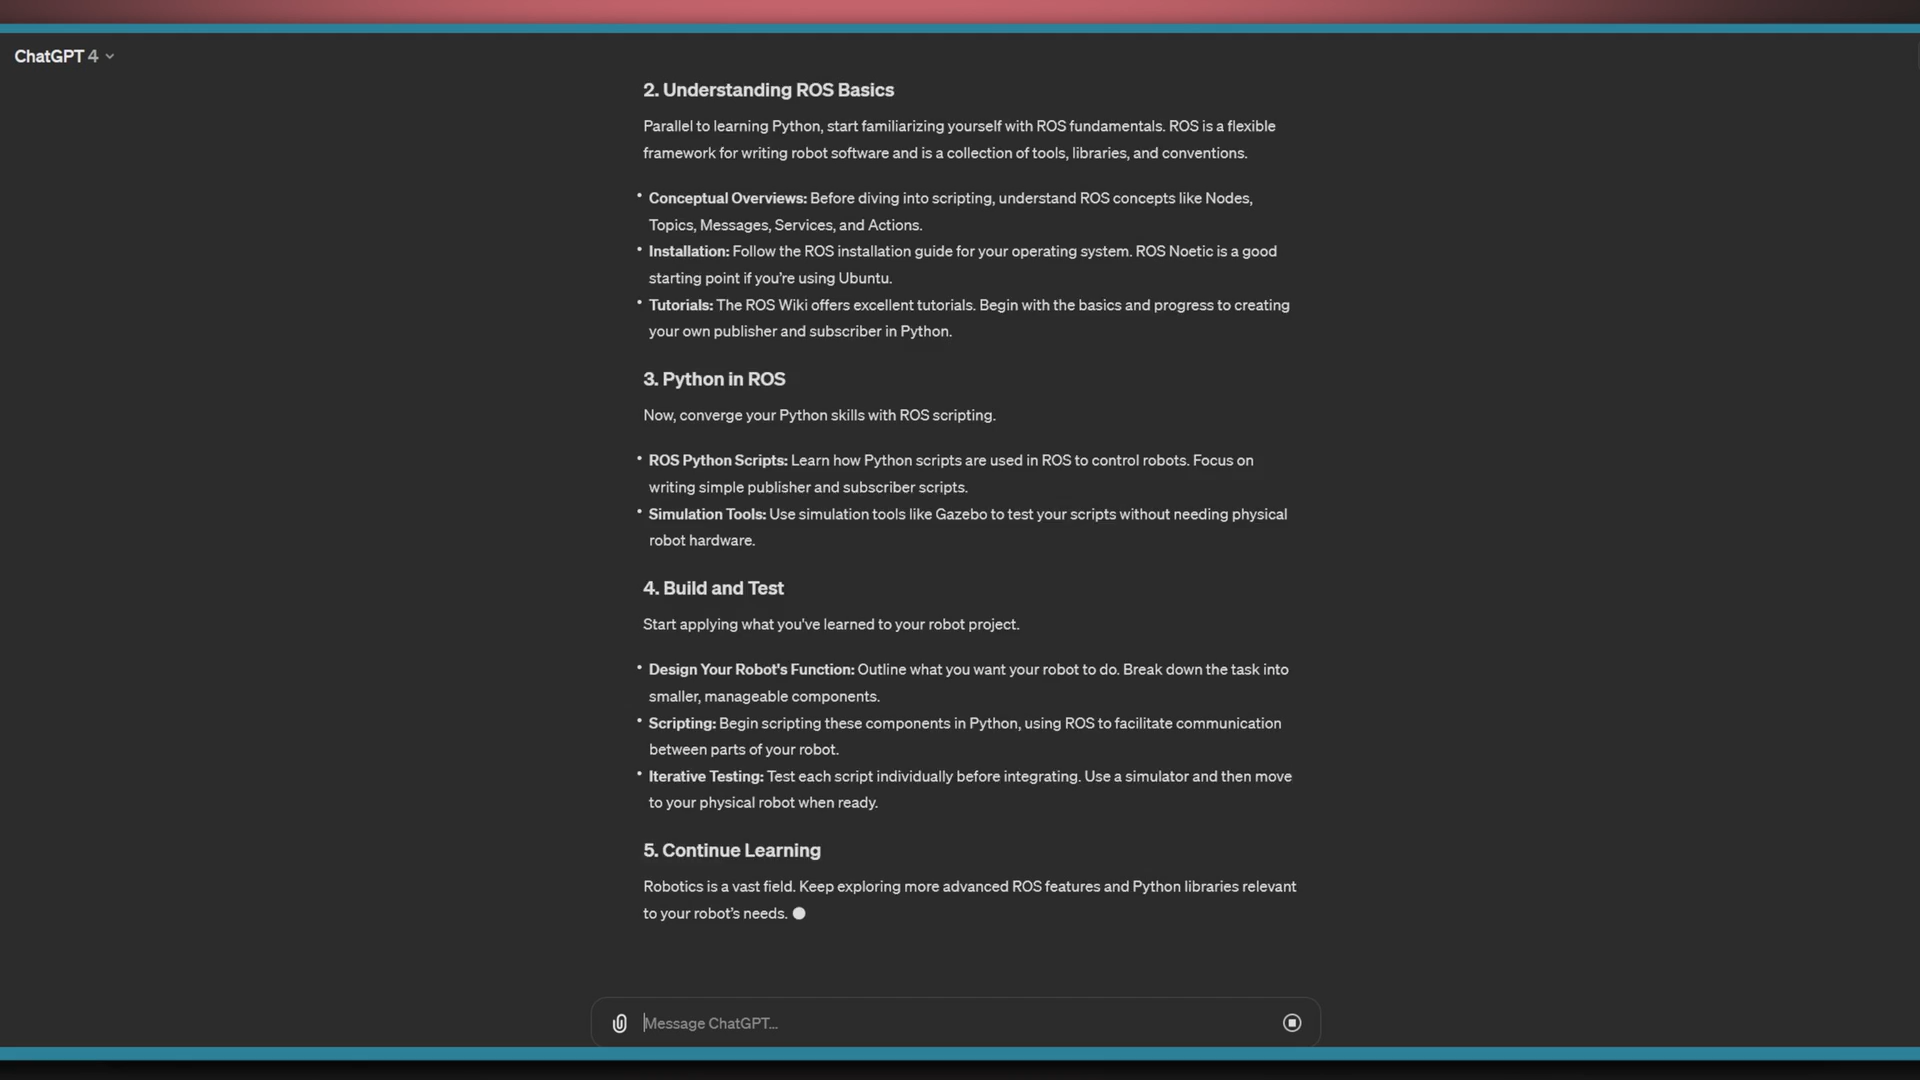 ChatGPT 4
2. Understanding ROS Basics
Parallel to learning Python, start familiarizing yourself with ROS fundamentals. ROS is a flexible
framework for writing robot software and is a collection of tools, libraries, and conventions.
• Conceptual Overviews: Before diving into scripting, understand ROS concepts like Nodes,
Topics, Messages, Services, and Actions.
• Installation: Follow the ROS installation guide for your operating system. ROS Noetic is a good
starting point if you're using Ubuntu.
• Tutorials: The ROS Wiki offers excellent tutorials. Begin with the basics and progress to creating
your own publisher and subscriber in Python.
3. Python in ROS
Now, converge your Python skills with ROS scripting.
• ROS Python Scripts: Learn how Python scripts are used in ROS to control robots. Focus on
writing simple publisher and subscriber scripts.
• Simulation Tools: Use simulation tools like Gazebo to test your scripts without needing physical
robot hardware.
4. Build and Test
Start applying what you've learned to your robot project.
• Design Your Robot's Function: Outline what you want your robot to do. Break down the task into
smaller, manageable components.
• Scripting: Begin scripting these components in Python, using ROS to facilitate communication
between parts of your robot.
• Iterative Testing: Test each script individually before integrating. Use a simulator and then move
to your physical robot when ready.
5. Continue Learning
Robotics is a vast field. Keep exploring more advanced ROS features and Python libraries relevant
to your robot's needs.
Message ChatGPT...